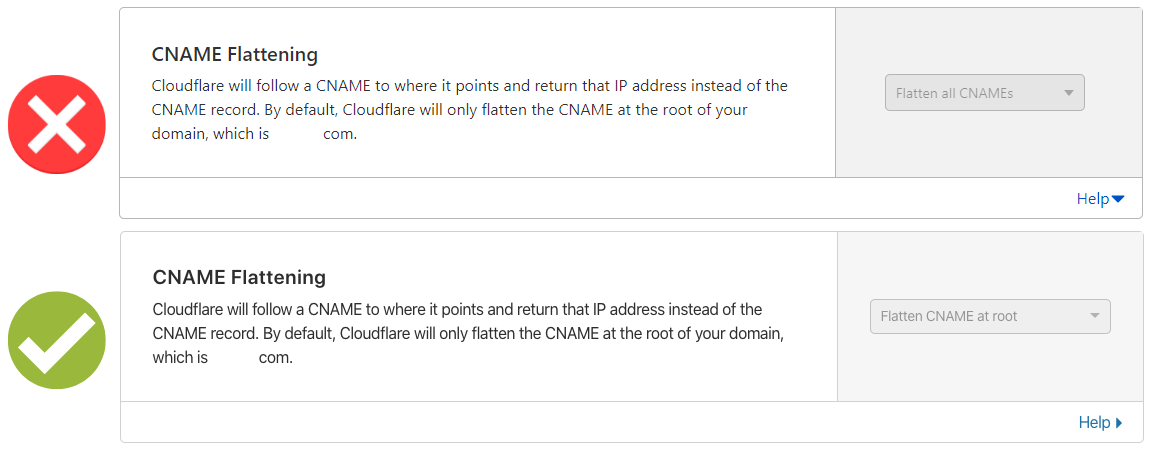 CNAME Flattening
Cloudflare will follow a CNAME to where it points and return that IP address instead of the
CNAME record. By default, Cloudflare will only flatten the CNAME at the root of your
domain, which is com.
Flatten all CNAMEs
Help
CNAME Flattening
Cloudflare will follow a CNAME to where it points and return that IP address instead of the
CNAME record. By default, Cloudflare will only flatten the CNAME at the root of your domain,
which is com.
Flatten CNAME at root
Help